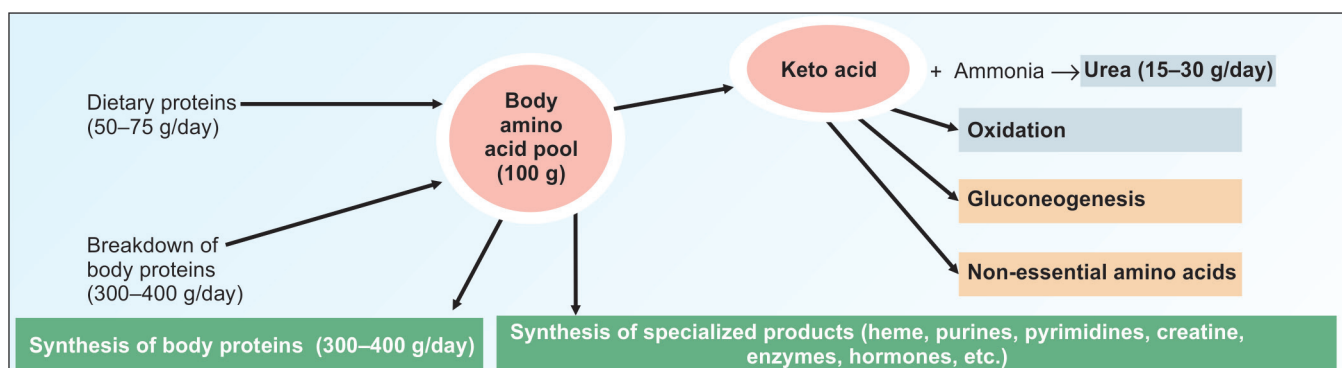 Dietary proteins
(50–75 g/day)
Breakdown of
body proteins
(300–400 g/day)
Body
amino
acid pool
(100 g)
Keto acid
+ Ammonia → Urea (15–30 g/day)
Oxidation
Gluconeogenesis
Non-essential amino acids
Synthesis of body proteins (300–400 g/day)
Synthesis of specialized products (heme, purines, pyrimidines, creatine,
enzymes, hormones, etc.)